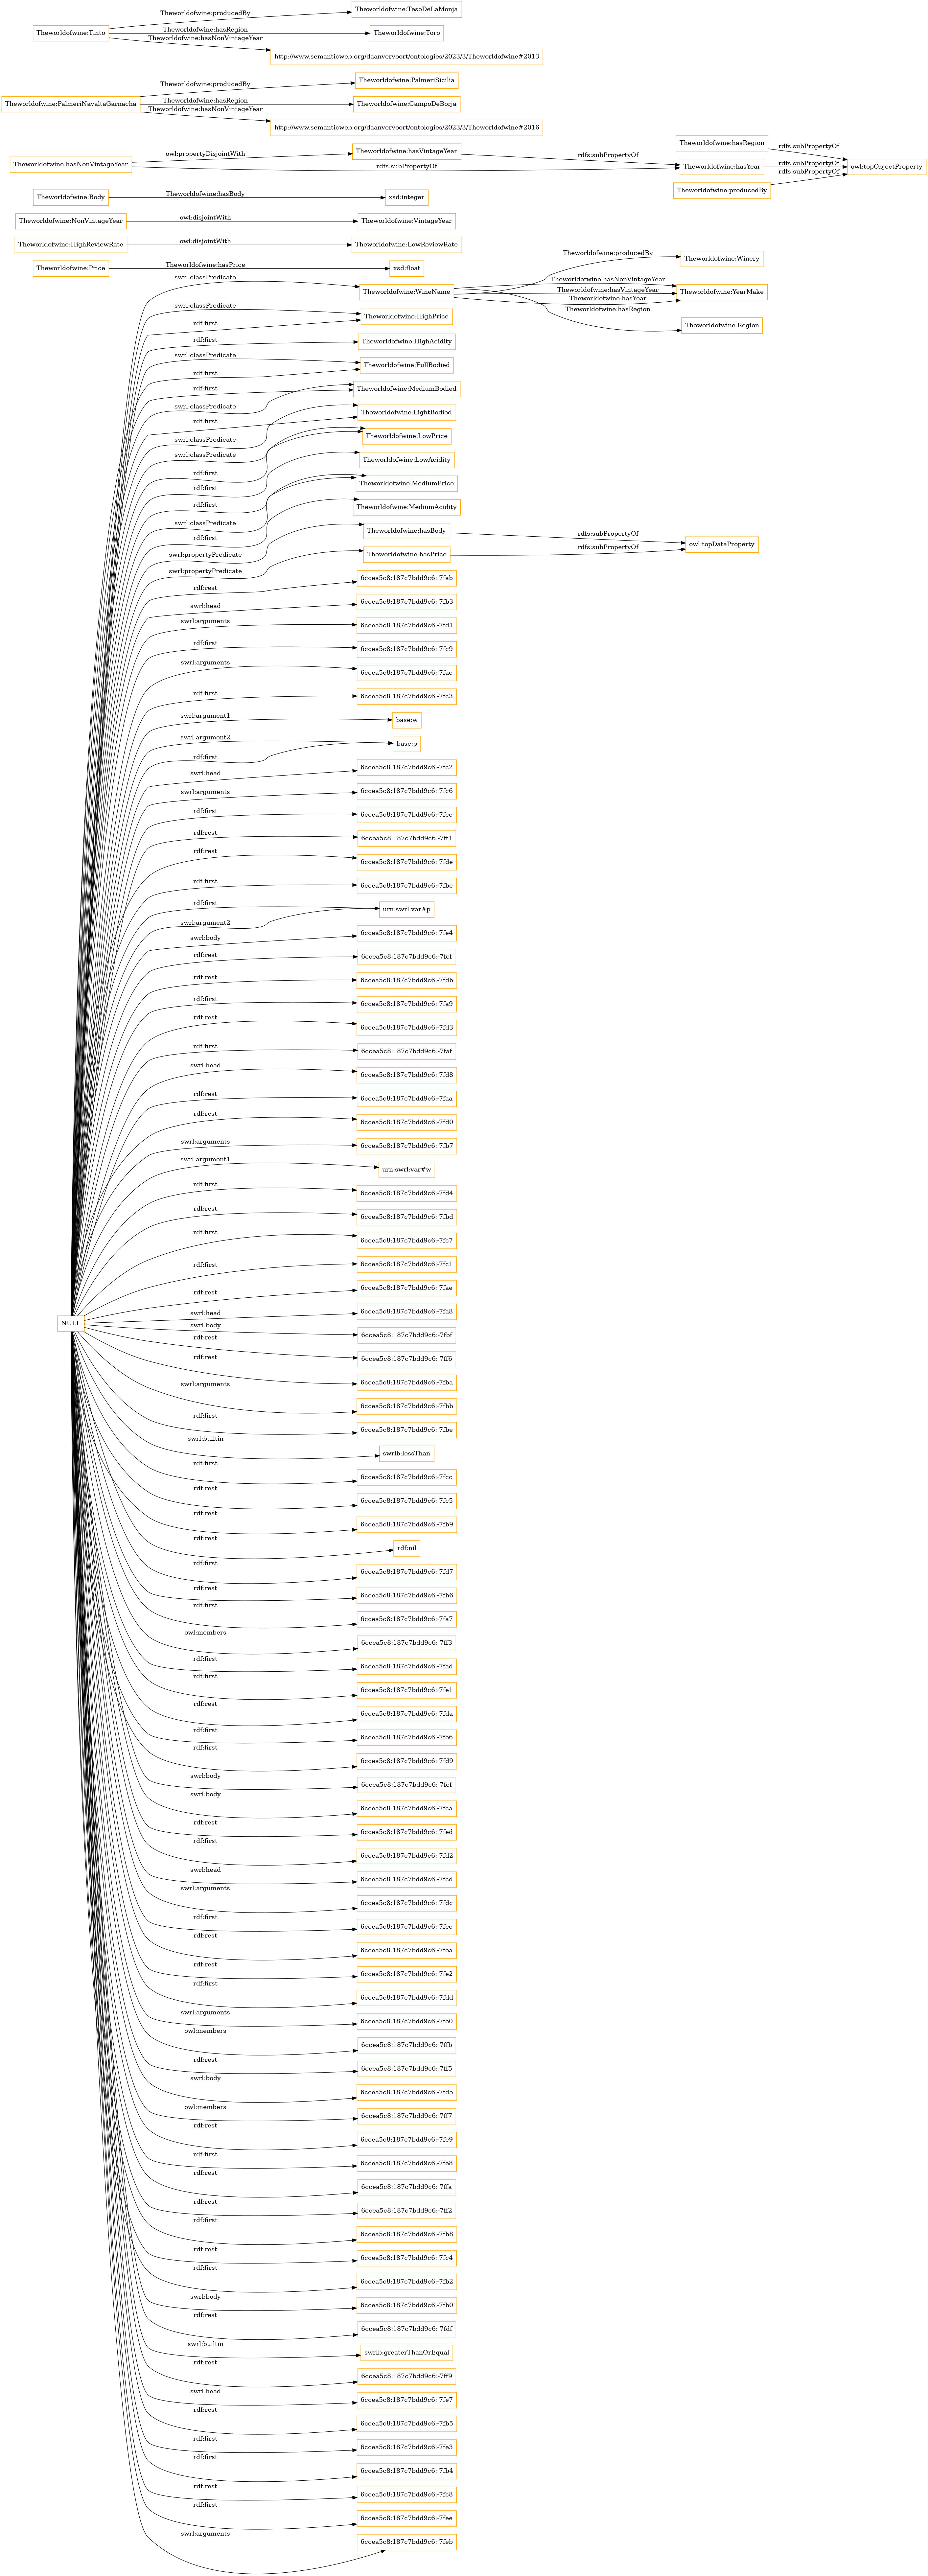 Theworldofwine:Tinto
Theworldofwine:producedBy
Theworldofwine:TesoDeLaMonja
Theworldofwine:hasRegion
Theworldofwine:Toro
Theworldofwine:hasNonVintageYear
http://www.semanticweb.org/daanvervoort/ontologies/2023/3/Theworldofwine#2013
Theworldofwine:PalmeriNavaltaGarnacha
Theworldofwine:producedBy
Theworldofwine:PalmeriSicilia
Theworldofwine:hasRegion
Theworldofwine:CampoDeBorja
Theworldofwine:hasNonVintageYear
http://www.semanticweb.org/daanvervoort/ontologies/2023/3/Theworldofwine#2016
Theworldofwine:hasNonVintageYear
owl:propertyDisjointWith
Theworldofwine:hasVintageYear
rdfs:subPropertyOf
rdfs:subPropertyOf
Theworldofwine:hasYear
Theworldofwine:hasRegion
rdfs:subPropertyOf
rdfs:subPropertyOf
rdfs:subPropertyOf
owl:topObjectProperty
Theworldofwine:producedBy
Theworldofwine:Body
Theworldofwine:hasBody
xsd:integer
Theworldofwine:NonVintageYear
owl:disjointWith
Theworldofwine:VintageYear
Theworldofwine:HighReviewRate
owl:disjointWith
Theworldofwine:LowReviewRate
Theworldofwine:Price
Theworldofwine:hasPrice
xsd:float
swrl:classPredicate
Theworldofwine:WineName
Theworldofwine:producedBy
Theworldofwine:Winery
Theworldofwine:hasNonVintageYear
Theworldofwine:hasVintageYear
Theworldofwine:hasYear
Theworldofwine:YearMake
Theworldofwine:hasRegion
Theworldofwine:Region
swrl:classPredicate
Theworldofwine:HighPrice
rdf:first
rdf:first
Theworldofwine:HighAcidity
swrl:classPredicate
Theworldofwine:FullBodied
rdf:first
rdf:first
Theworldofwine:MediumBodied
swrl:classPredicate
rdf:first
Theworldofwine:LightBodied
swrl:classPredicate
Theworldofwine:LowPrice
swrl:classPredicate
rdf:first
Theworldofwine:LowAcidity
rdf:first
Theworldofwine:MediumPrice
rdf:first
Theworldofwine:MediumAcidity
swrl:classPredicate
rdf:first
Theworldofwine:hasBody
rdfs:subPropertyOf
owl:topDataProperty
swrl:propertyPredicate
Theworldofwine:hasPrice
rdfs:subPropertyOf
swrl:propertyPredicate
rdf:rest
6ccea5c8:187c7bdd9c6:-7fab
swrl:head
6ccea5c8:187c7bdd9c6:-7fb3
swrl:arguments
6ccea5c8:187c7bdd9c6:-7fd1
rdf:first
6ccea5c8:187c7bdd9c6:-7fc9
swrl:arguments
6ccea5c8:187c7bdd9c6:-7fac
rdf:first
6ccea5c8:187c7bdd9c6:-7fc3
swrl:argument1
base:w
swrl:argument2
base:p
rdf:first
swrl:head
6ccea5c8:187c7bdd9c6:-7fc2
swrl:arguments
6ccea5c8:187c7bdd9c6:-7fc6
rdf:first
6ccea5c8:187c7bdd9c6:-7fce
rdf:rest
6ccea5c8:187c7bdd9c6:-7ff1
rdf:rest
6ccea5c8:187c7bdd9c6:-7fde
rdf:first
6ccea5c8:187c7bdd9c6:-7fbc
rdf:first
urn:swrl:var#p
swrl:argument2
swrl:body
6ccea5c8:187c7bdd9c6:-7fe4
rdf:rest
6ccea5c8:187c7bdd9c6:-7fcf
rdf:rest
6ccea5c8:187c7bdd9c6:-7fdb
rdf:first
6ccea5c8:187c7bdd9c6:-7fa9
rdf:rest
6ccea5c8:187c7bdd9c6:-7fd3
rdf:first
6ccea5c8:187c7bdd9c6:-7faf
swrl:head
6ccea5c8:187c7bdd9c6:-7fd8
rdf:rest
6ccea5c8:187c7bdd9c6:-7faa
rdf:rest
6ccea5c8:187c7bdd9c6:-7fd0
swrl:arguments
6ccea5c8:187c7bdd9c6:-7fb7
swrl:argument1
urn:swrl:var#w
rdf:first
6ccea5c8:187c7bdd9c6:-7fd4
rdf:rest
6ccea5c8:187c7bdd9c6:-7fbd
rdf:first
6ccea5c8:187c7bdd9c6:-7fc7
rdf:first
6ccea5c8:187c7bdd9c6:-7fc1
rdf:rest
6ccea5c8:187c7bdd9c6:-7fae
NULL
swrl:head
6ccea5c8:187c7bdd9c6:-7fa8
swrl:body
6ccea5c8:187c7bdd9c6:-7fbf
rdf:rest
6ccea5c8:187c7bdd9c6:-7ff6
rdf:rest
6ccea5c8:187c7bdd9c6:-7fba
swrl:arguments
6ccea5c8:187c7bdd9c6:-7fbb
rdf:first
6ccea5c8:187c7bdd9c6:-7fbe
swrl:builtin
swrlb:lessThan
rdf:first
6ccea5c8:187c7bdd9c6:-7fcc
rdf:rest
6ccea5c8:187c7bdd9c6:-7fc5
rdf:rest
6ccea5c8:187c7bdd9c6:-7fb9
rdf:rest
rdf:nil
rdf:first
6ccea5c8:187c7bdd9c6:-7fd7
rdf:rest
6ccea5c8:187c7bdd9c6:-7fb6
rdf:first
6ccea5c8:187c7bdd9c6:-7fa7
owl:members
6ccea5c8:187c7bdd9c6:-7ff3
rdf:first
6ccea5c8:187c7bdd9c6:-7fad
rdf:first
6ccea5c8:187c7bdd9c6:-7fe1
rdf:rest
6ccea5c8:187c7bdd9c6:-7fda
rdf:first
6ccea5c8:187c7bdd9c6:-7fe6
rdf:first
6ccea5c8:187c7bdd9c6:-7fd9
swrl:body
6ccea5c8:187c7bdd9c6:-7fef
swrl:body
6ccea5c8:187c7bdd9c6:-7fca
rdf:rest
6ccea5c8:187c7bdd9c6:-7fed
rdf:first
6ccea5c8:187c7bdd9c6:-7fd2
swrl:head
6ccea5c8:187c7bdd9c6:-7fcd
swrl:arguments
6ccea5c8:187c7bdd9c6:-7fdc
rdf:first
6ccea5c8:187c7bdd9c6:-7fec
rdf:rest
6ccea5c8:187c7bdd9c6:-7fea
rdf:rest
6ccea5c8:187c7bdd9c6:-7fe2
rdf:first
6ccea5c8:187c7bdd9c6:-7fdd
swrl:arguments
6ccea5c8:187c7bdd9c6:-7fe0
owl:members
6ccea5c8:187c7bdd9c6:-7ffb
rdf:rest
6ccea5c8:187c7bdd9c6:-7ff5
swrl:body
6ccea5c8:187c7bdd9c6:-7fd5
owl:members
6ccea5c8:187c7bdd9c6:-7ff7
rdf:rest
6ccea5c8:187c7bdd9c6:-7fe9
rdf:first
6ccea5c8:187c7bdd9c6:-7fe8
rdf:rest
6ccea5c8:187c7bdd9c6:-7ffa
rdf:rest
6ccea5c8:187c7bdd9c6:-7ff2
rdf:first
6ccea5c8:187c7bdd9c6:-7fb8
rdf:rest
6ccea5c8:187c7bdd9c6:-7fc4
rdf:first
6ccea5c8:187c7bdd9c6:-7fb2
swrl:body
6ccea5c8:187c7bdd9c6:-7fb0
rdf:rest
6ccea5c8:187c7bdd9c6:-7fdf
swrl:builtin
swrlb:greaterThanOrEqual
rdf:rest
6ccea5c8:187c7bdd9c6:-7ff9
swrl:head
6ccea5c8:187c7bdd9c6:-7fe7
rdf:rest
6ccea5c8:187c7bdd9c6:-7fb5
rdf:first
6ccea5c8:187c7bdd9c6:-7fe3
rdf:first
6ccea5c8:187c7bdd9c6:-7fb4
rdf:rest
6ccea5c8:187c7bdd9c6:-7fc8
rdf:first
6ccea5c8:187c7bdd9c6:-7fee
swrl:arguments
6ccea5c8:187c7bdd9c6:-7feb